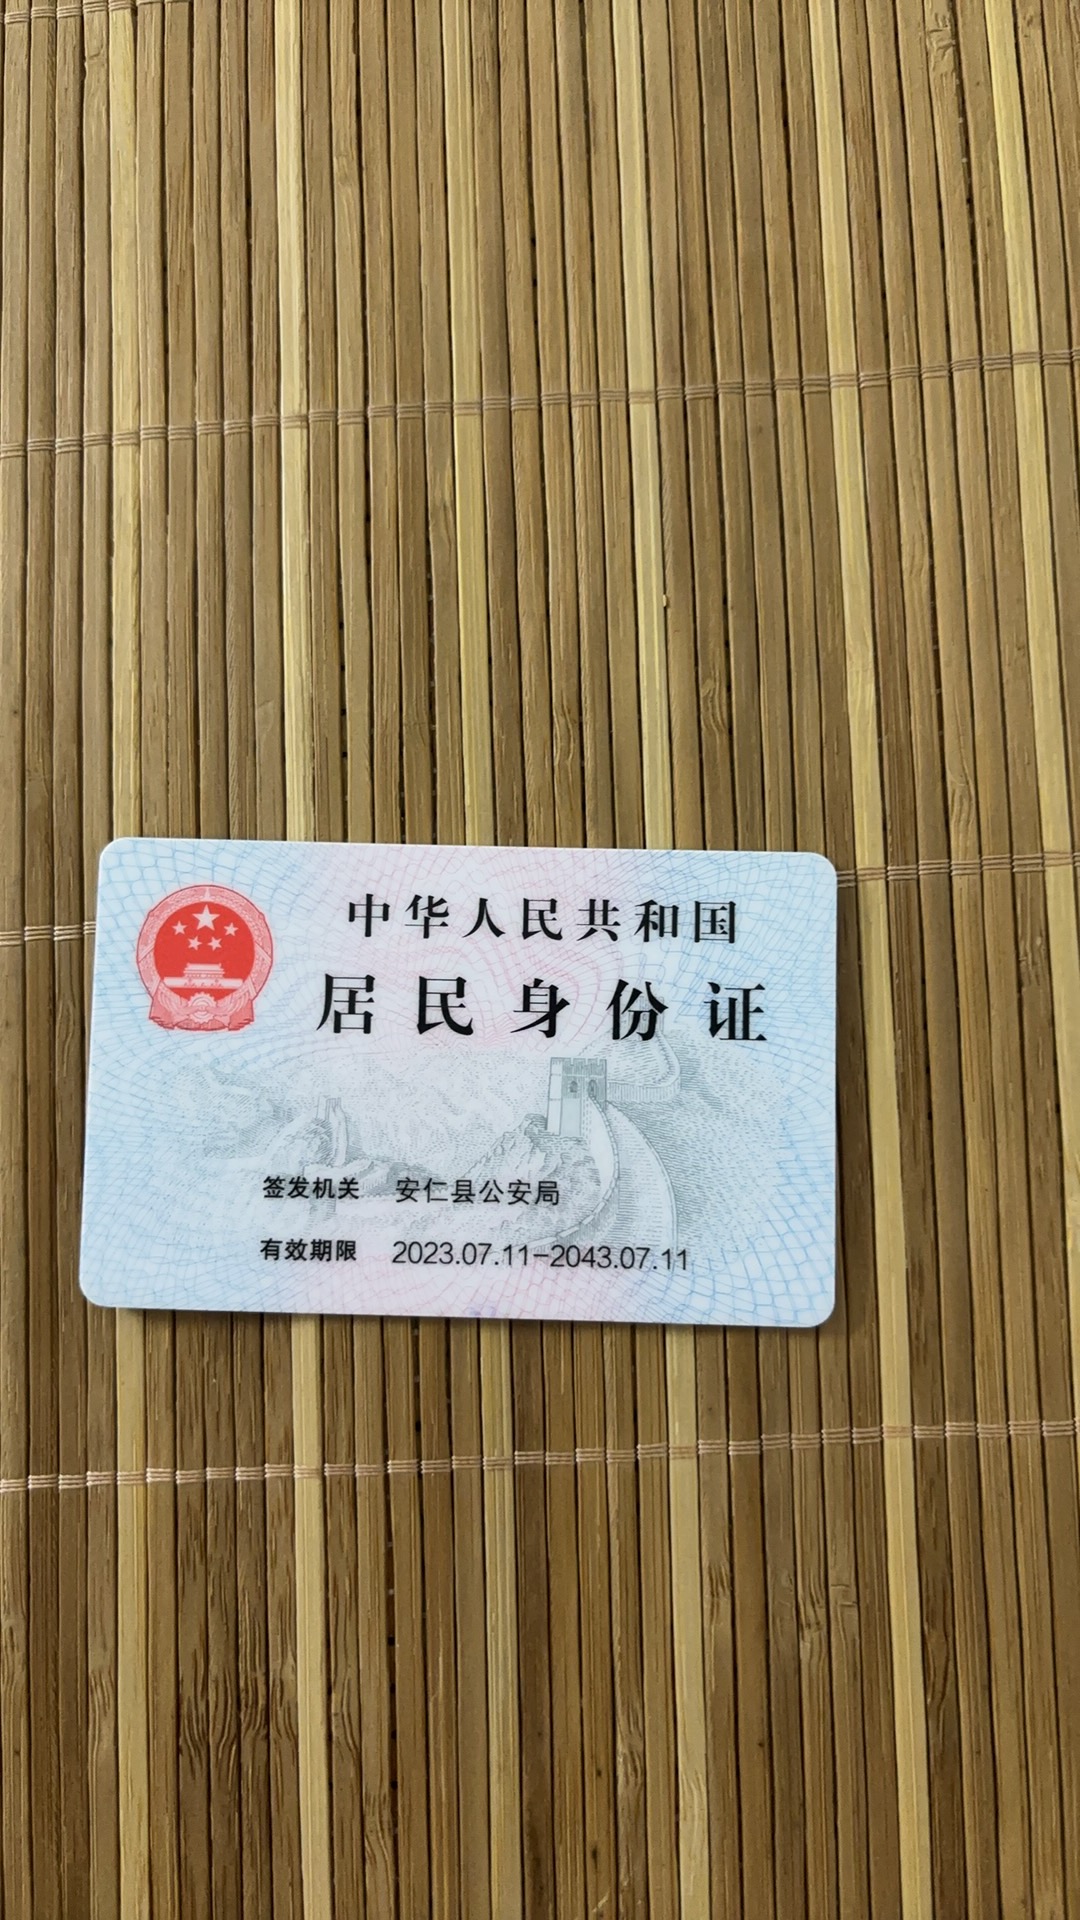 中华人民共和国
居民身份证
签发机关 安仁县公安局
有效期限 2023.07.11-2043.07.11